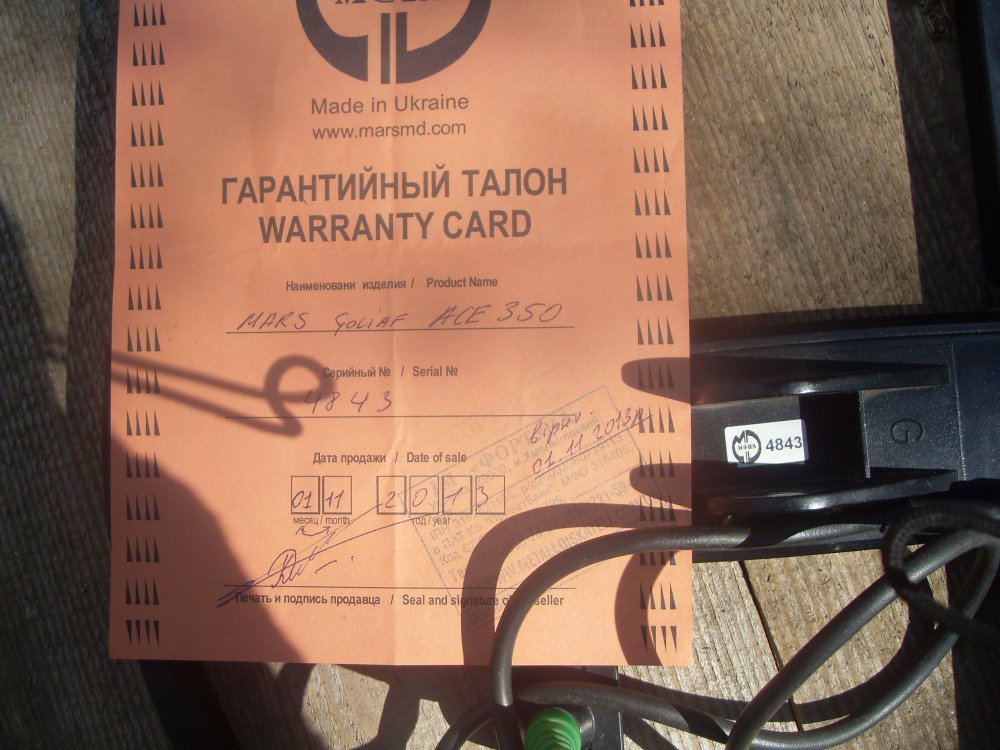 Made in Ukraine
www.marsmd.com
ГАРАНТИЙНЫЙ ТАЛОН
WARRANTY CARD
Наименовани изделия / Product Name
MARS GOLIAF ACE 350
Серийный № / Serial №
4843
01.11.2013
Дата продажи / Date of sale
01 11 2013
месяц / month год / year
Печать и подпись продавца / Seal and signature of seller
MARS 4843
G